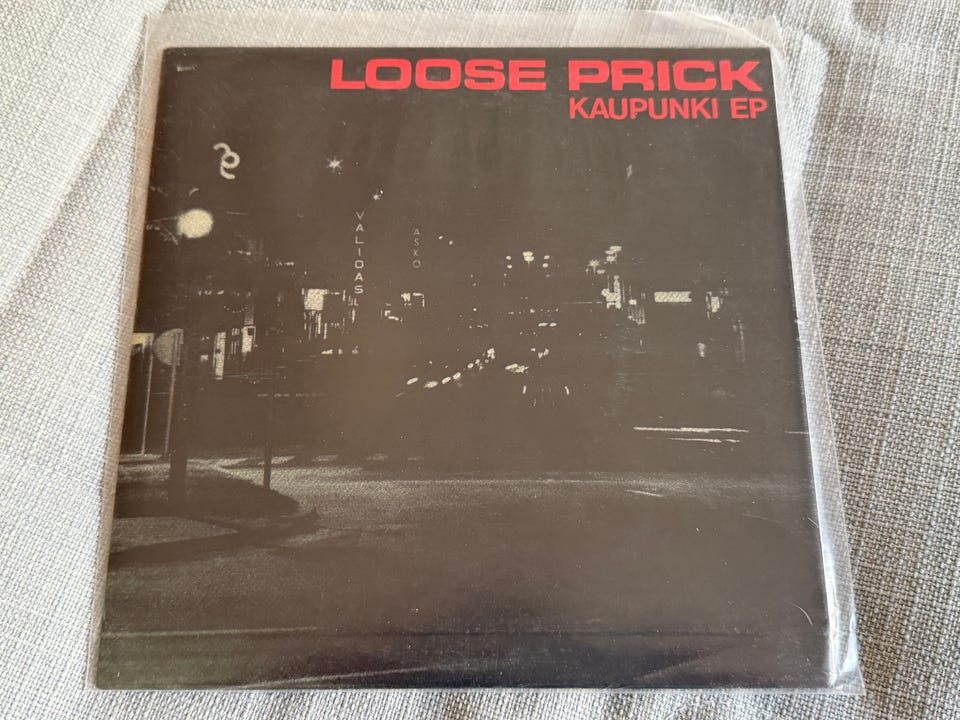 LOOSE PRICK
KAUPUNKI EP
VALIOAS
ASKO